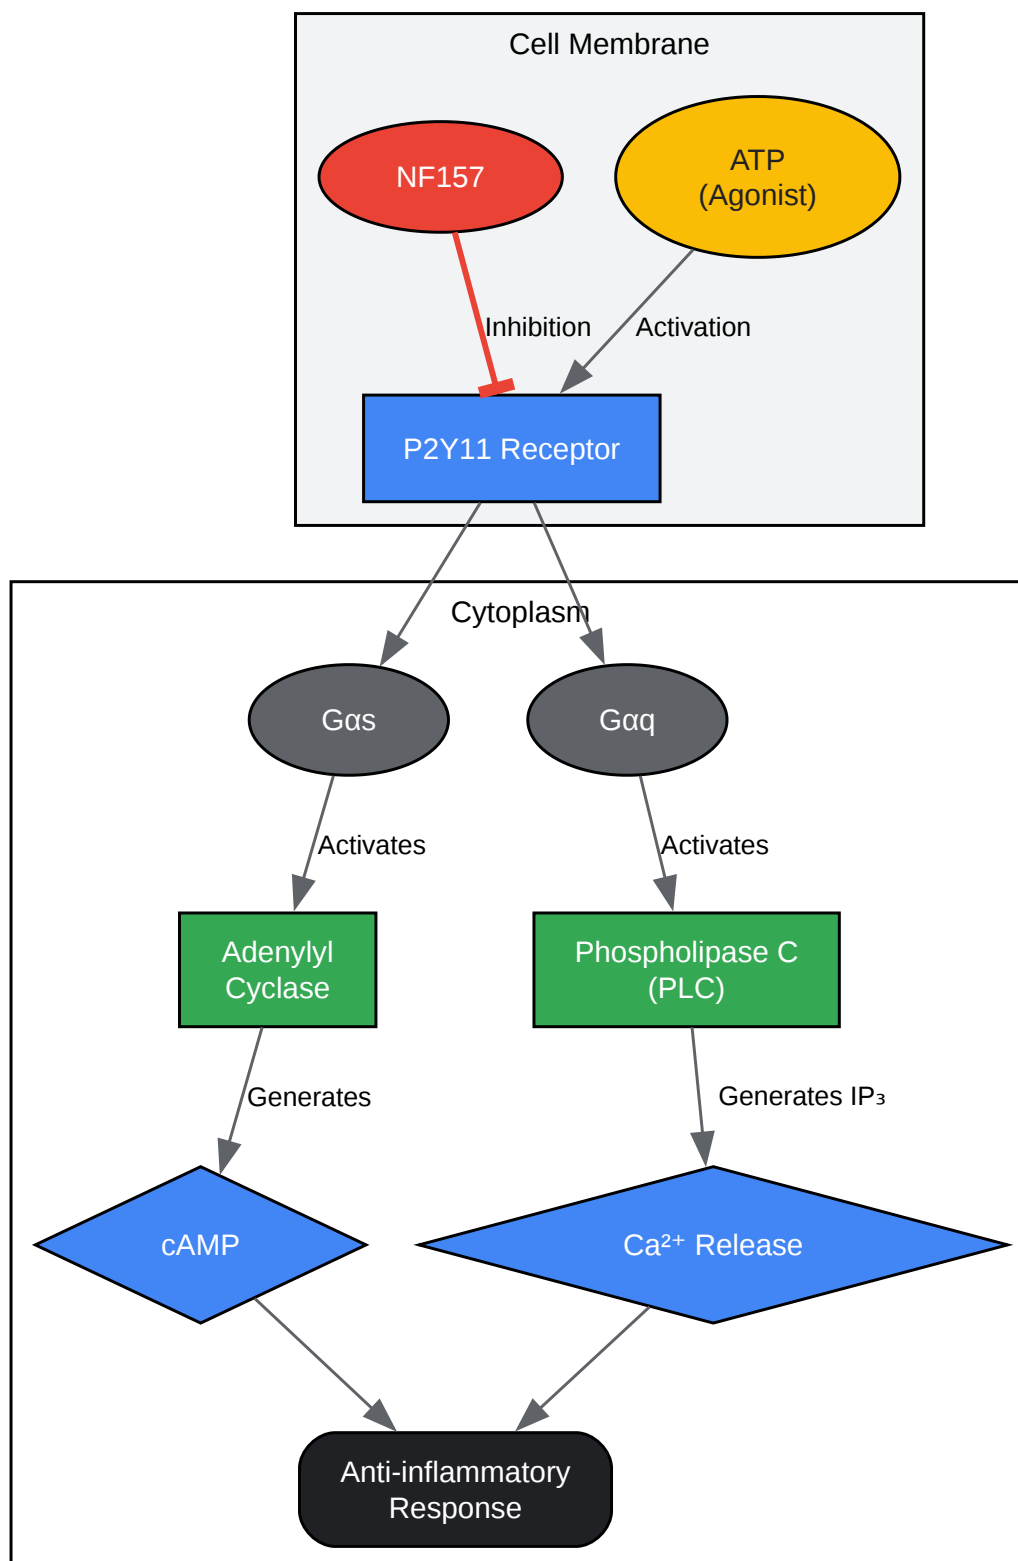 Cell Membrane
NF157
ATP
(Agonist)
Inhibition
Activation
P2Y11 Receptor
Cytoplasm
Gαs
Gαq
Activates
Activates
Adenylyl
Cyclase
Phospholipase C
(PLC)
Generates
Generates IP₃
cAMP
Ca²⁺ Release
Anti-inflammatory
Response